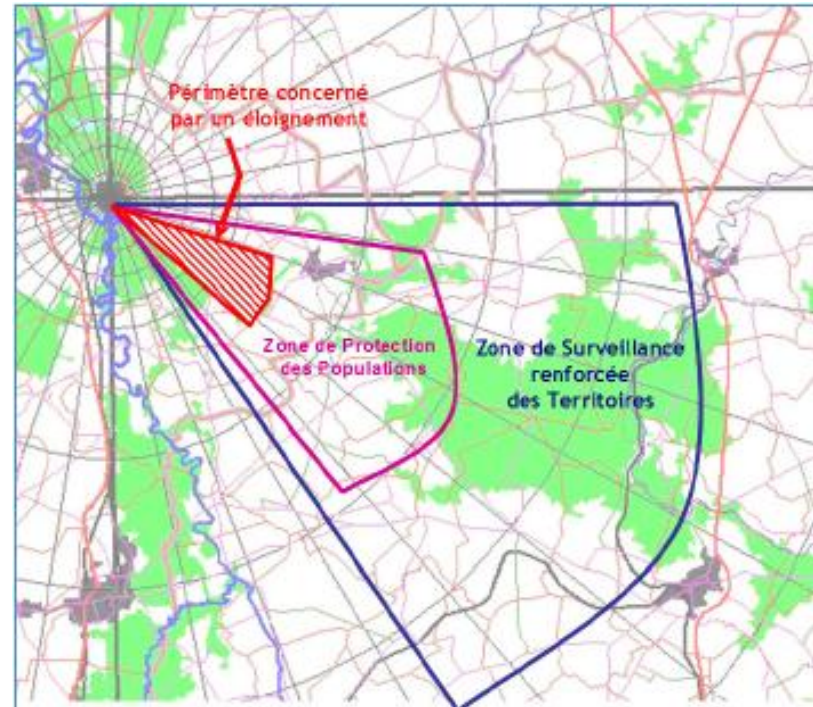 Périmètre concerné
par un éloignement
Zone de Protection
des Populations
Zone de Surveillance
renforcée
des Territoires